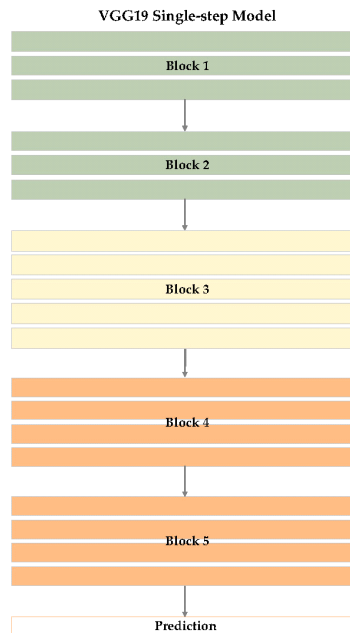 VGG19 Single-step Model
Block 1
Block 2
Block 3
Block 4
Block 5
Prediction